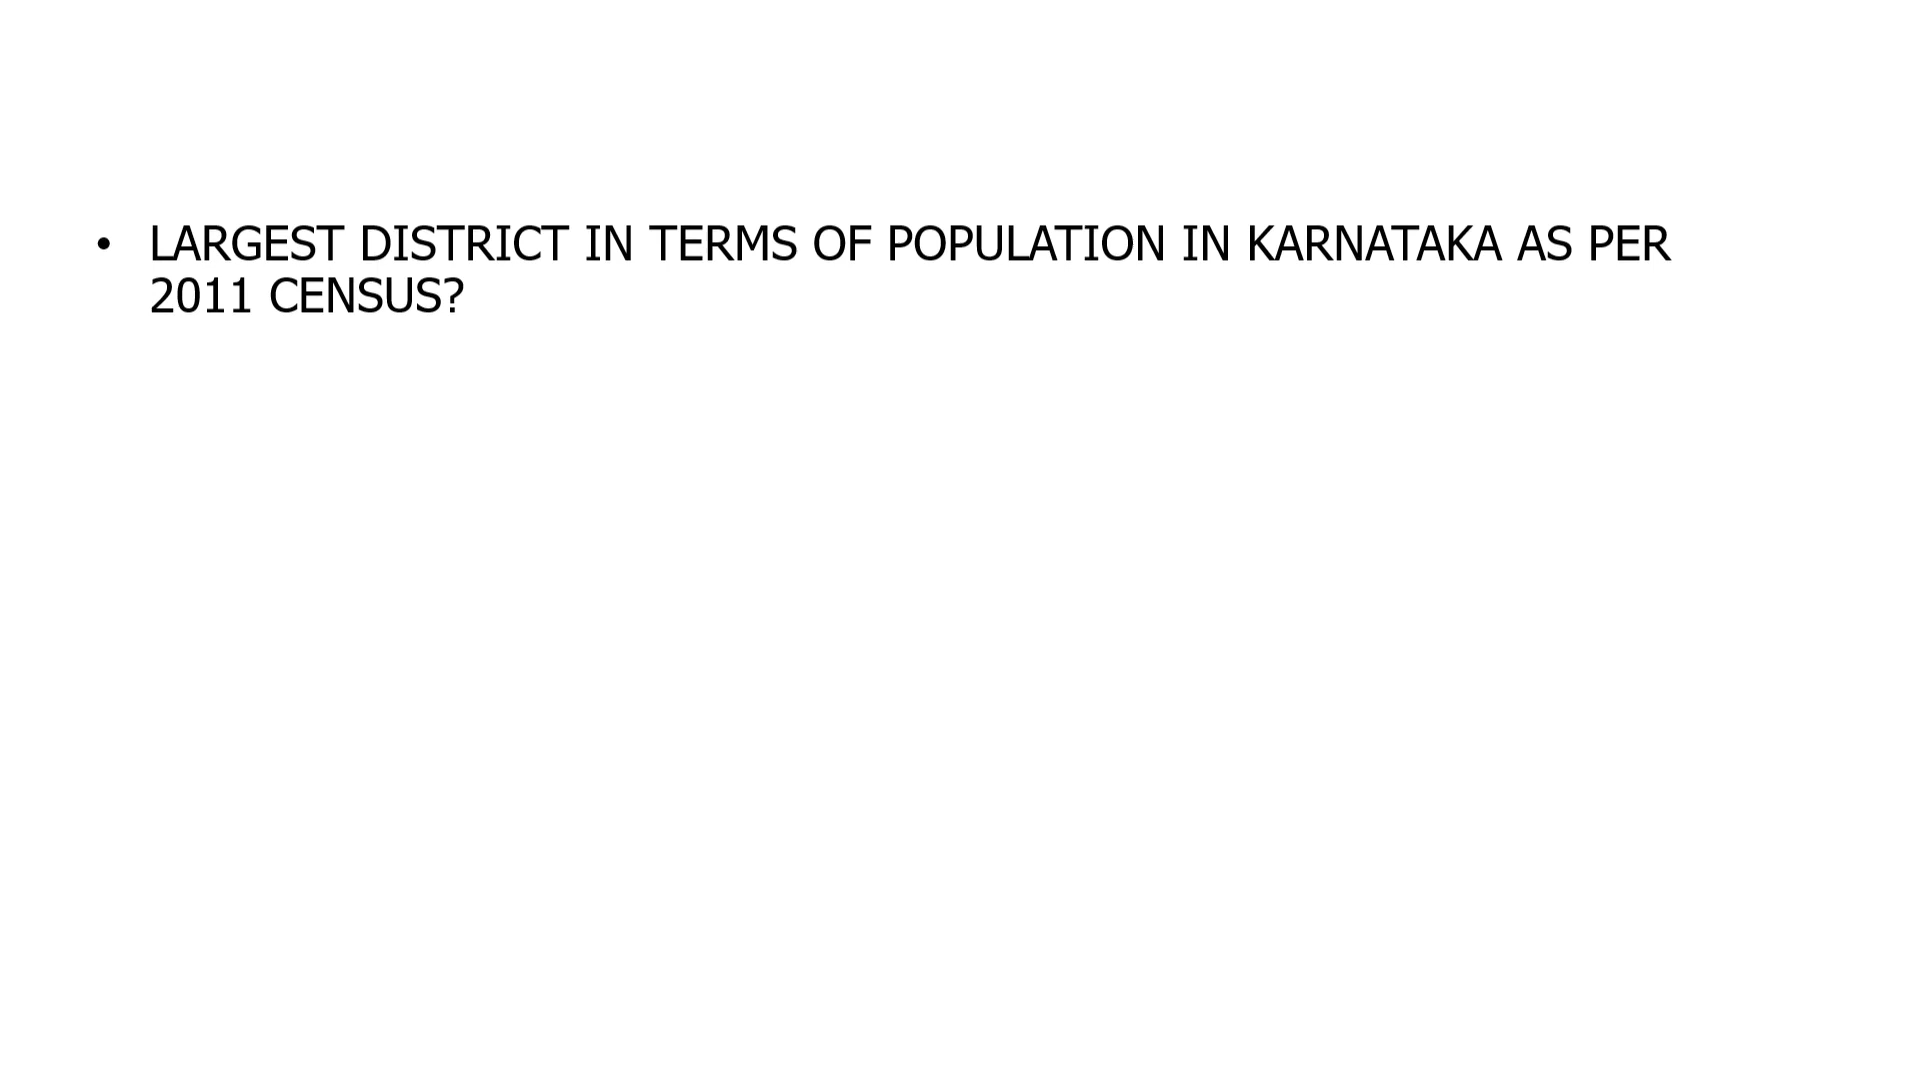 • LARGEST DISTRICT IN TERMS OF POPULATION IN KARNATAKA AS PER
2011 CENSUS?